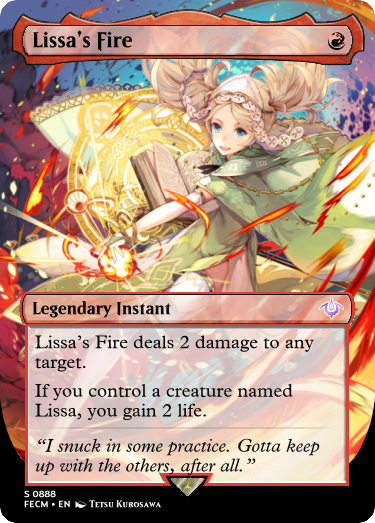 Lissa's Fire
Legendary Instant
Lissa's Fire deals 2 damage to any
target.
If you control a creature named
Lissa, you gain 2 life.
“I snuck in some practice. Gotta keep
up with the others, after all.”
S 0888
FECM • EN Tetsu Kurosawa